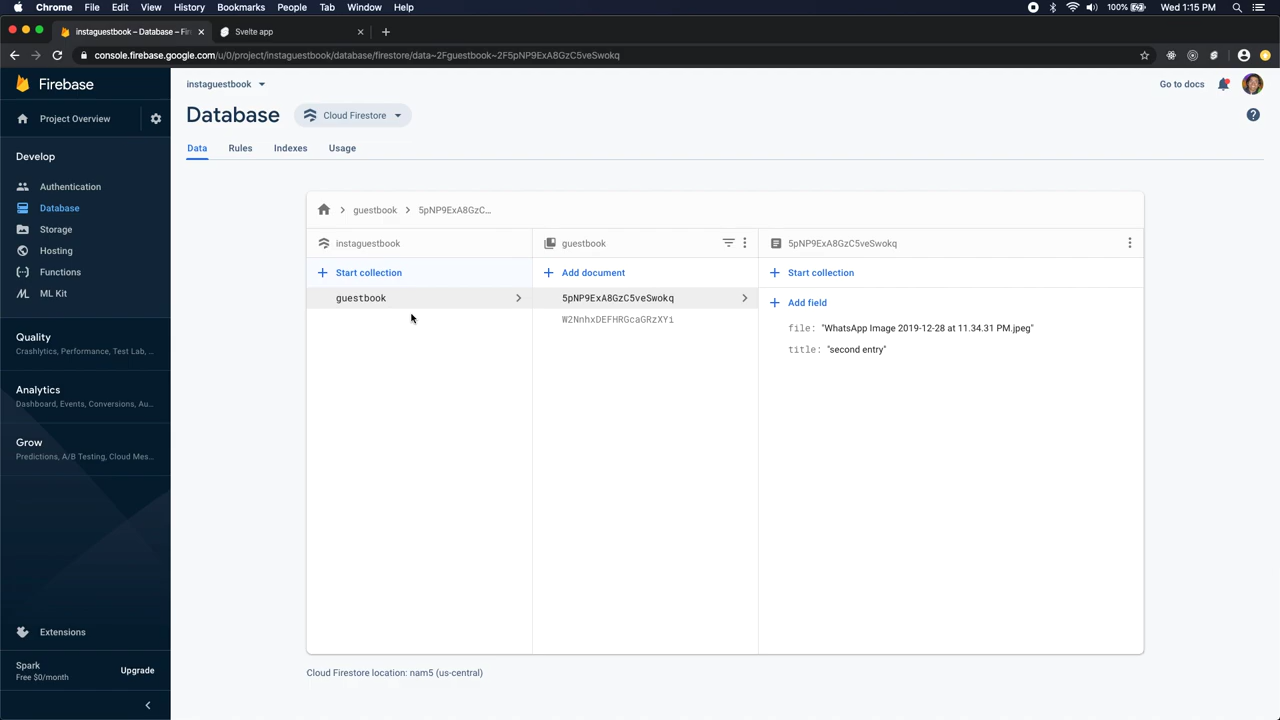 Chrome File Edit View History Bookmarks People Tab Window Help 100% Wed 1:15 PM
instaguestbook – Database – Fir Svelte app
console.firebase.google.com/u/0/project/instaguestbook/database/firestore/data~2Fguestbook~2F5pNP9ExA8GzC5veSwokq
Firebase
instaguestbook
Go to docs
Project Overview
Database
Cloud Firestore
Data Rules Indexes Usage
Develop
Authentication
Database
Storage
Hosting
Functions
ML Kit
Quality
Crashlytics, Performance, Test Lab, ...
Analytics
Dashboard, Events, Conversions, Au...
Grow
Predictions, A/B Testing, Cloud Mes...
Extensions
Spark
Free $0/month
Upgrade
guestbook 5pNP9ExA8GzC...
instaguestbook
+ Start collection
guestbook
guestbook
+ Add document
5pNP9ExA8GzC5veSwokq
W2NnhxDEFHRGcaGRzXYi
5pNP9ExA8GzC5veSwokq
+ Start collection
+ Add field
file: "WhatsApp Image 2019-12-28 at 11.34.31 PM.jpeg"
title: "second entry"
Cloud Firestore location: nam5 (us-central)